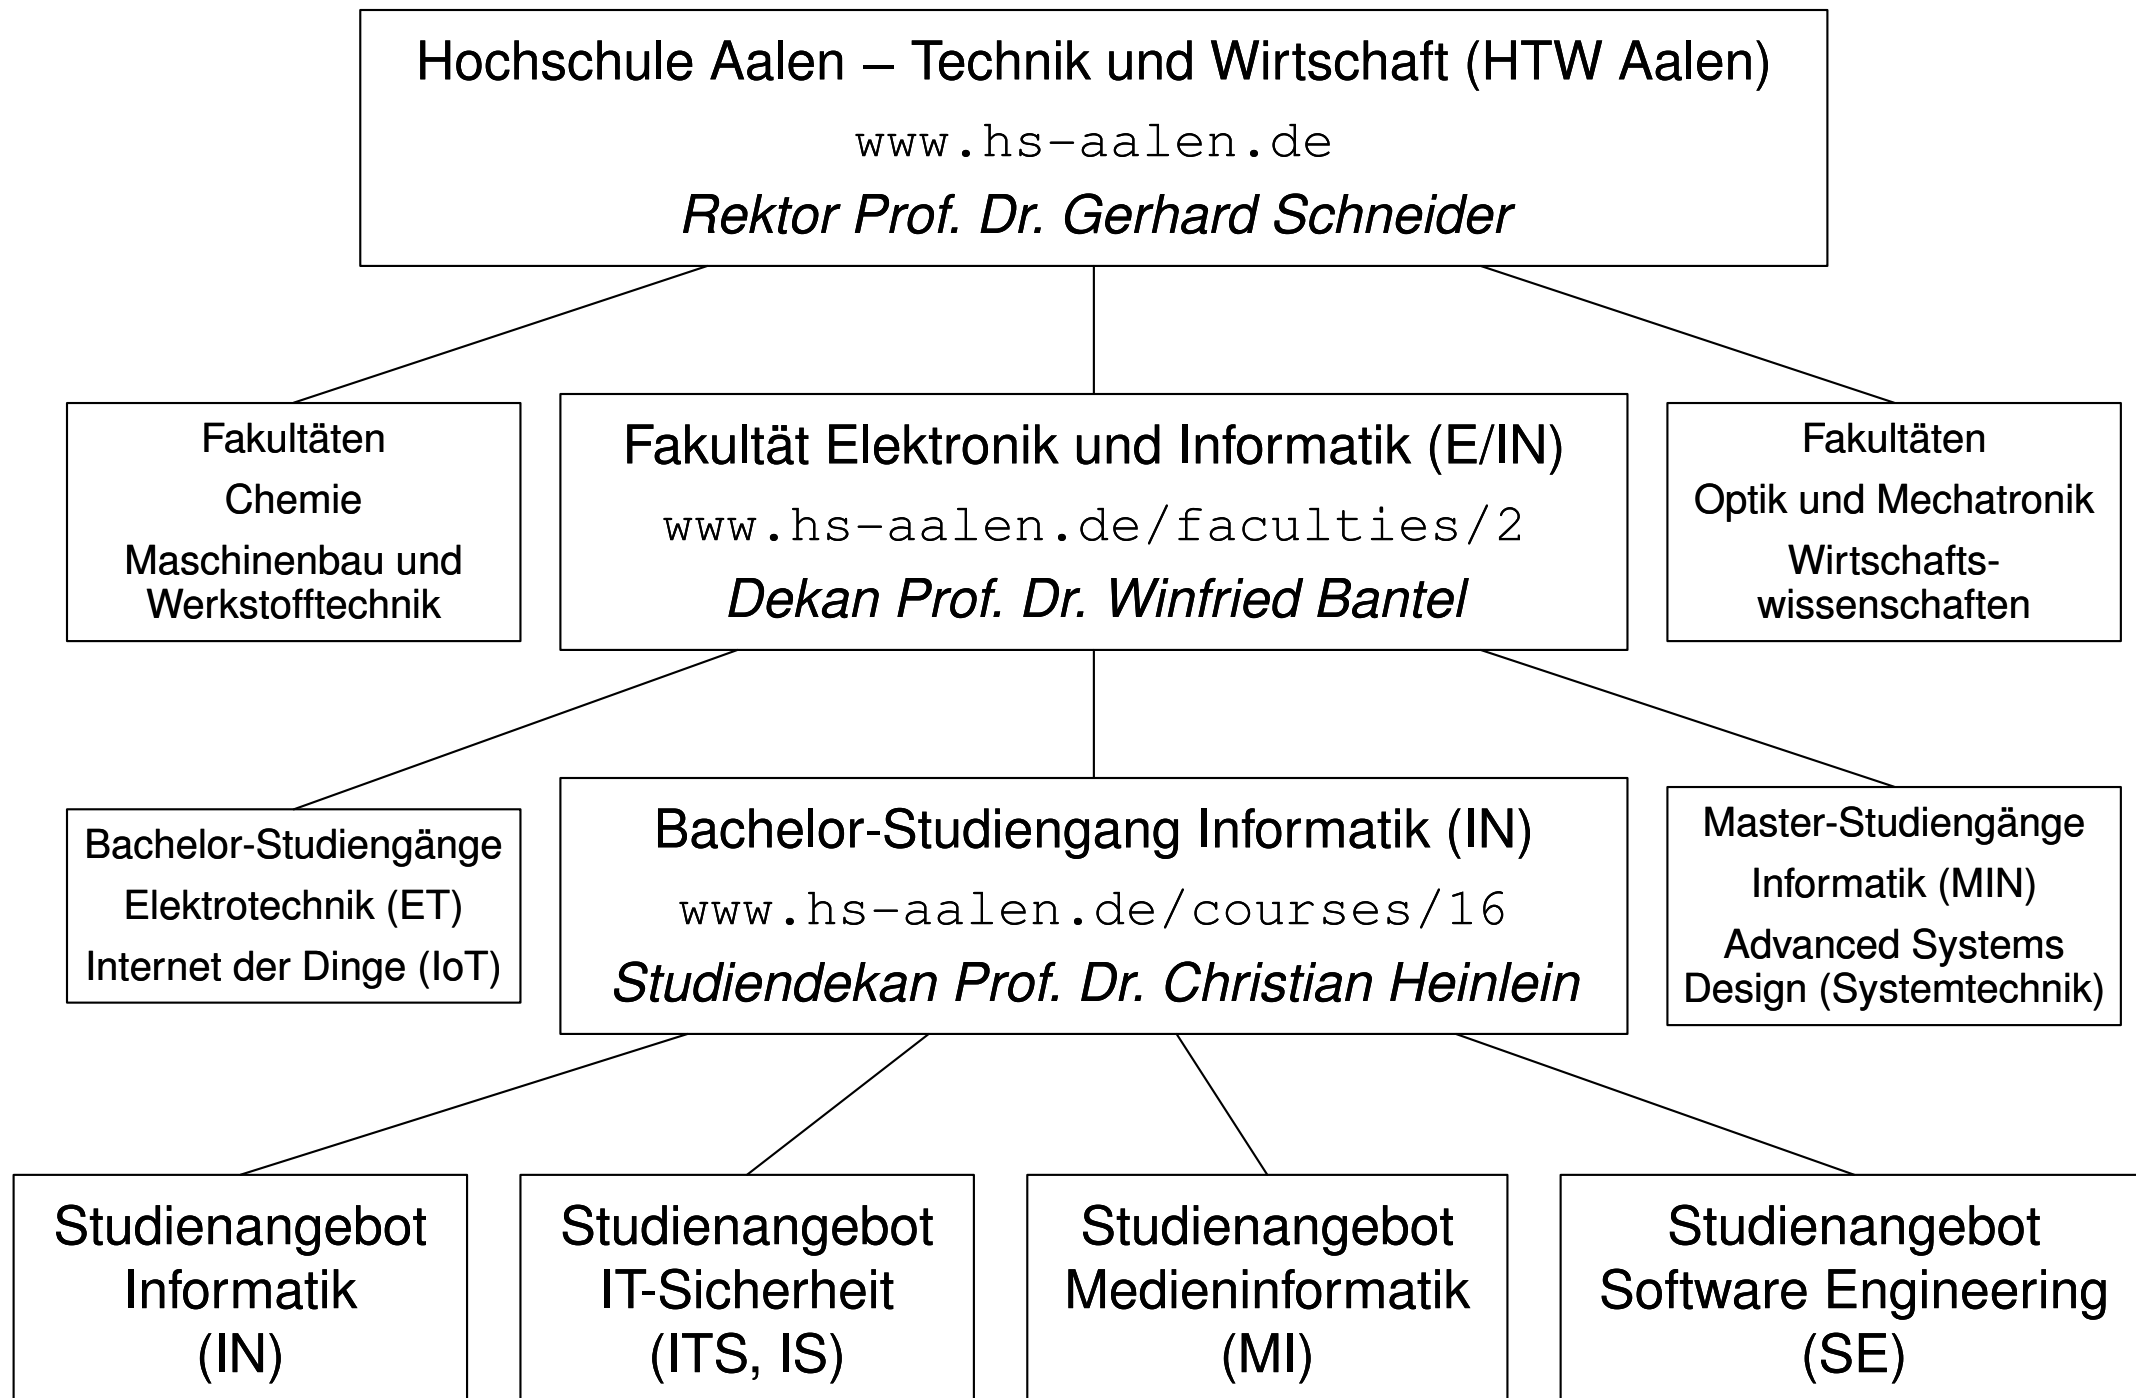 Hochschule Aalen – Technik und Wirtschaft (HTW Aalen)
www.hs-aalen.de
Rektor Prof. Dr. Gerhard Schneider
Fakultäten
Chemie
Maschinenbau und
Werkstofftechnik
Fakultät Elektronik und Informatik (E/IN)
www.hs-aalen.de/faculties/2
Dekan Prof. Dr. Winfried Bantel
Fakultäten
Optik und Mechatronik
Wirtschafts-
wissenschaften
Bachelor-Studiengänge
Elektrotechnik (ET)
Internet der Dinge (IoT)
Bachelor-Studiengang Informatik (IN)
www.hs-aalen.de/courses/16
Studiendekan Prof. Dr. Christian Heinlein
Master-Studiengänge
Informatik (MIN)
Advanced Systems
Design (Systemtechnik)
Studienangebot
Informatik
(IN)
Studienangebot
IT-Sicherheit
(ITS, IS)
Studienangebot
Medieninformatik
(MI)
Studienangebot
Software Engineering
(SE)